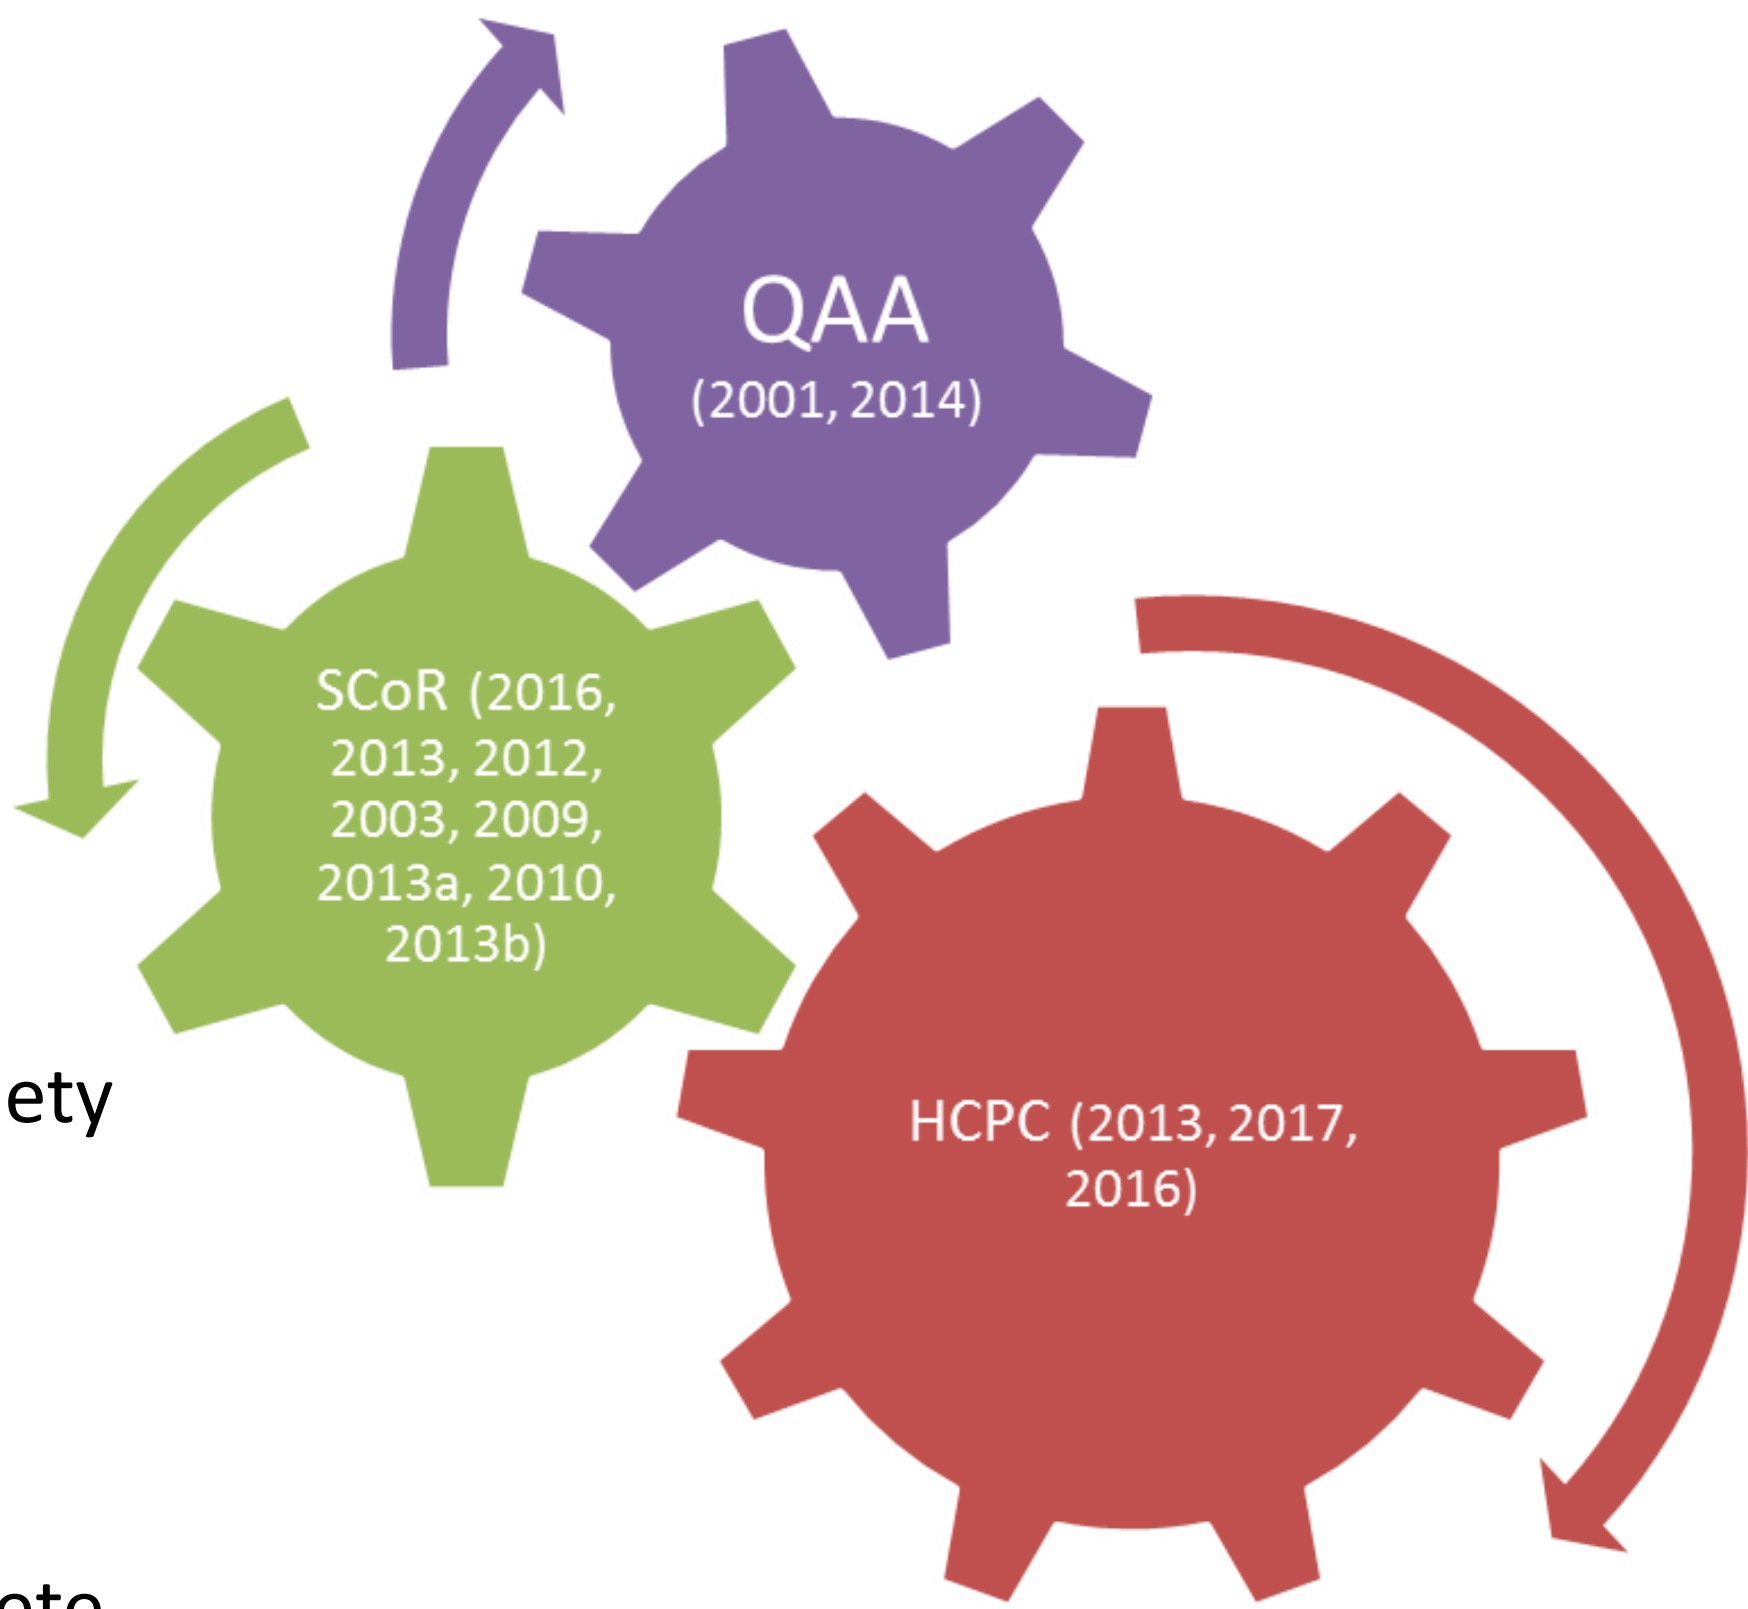 QAA
(2001, 2014)
SCoR (2016,
2013, 2012,
2003, 2009,
2013a, 2010,
2013b)
ety
HCPC (2013, 2017,
2016)